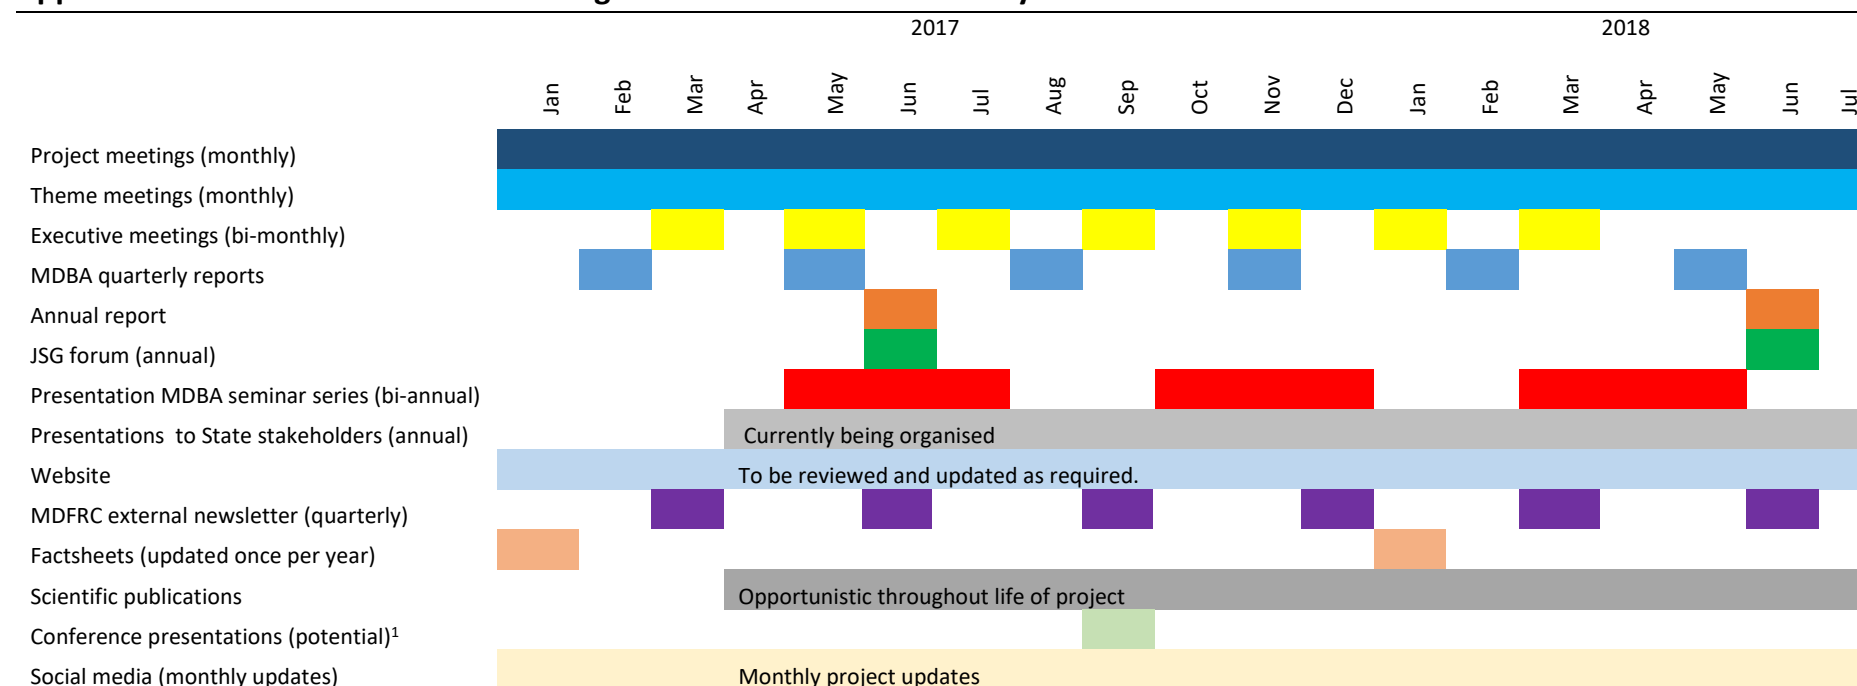 2017 2018
Jan Feb Mar Apr May Jun Jul Aug Sep Oct Nov Dec Jan Feb Mar Apr May Jun Jul
Project meetings (monthly)
Theme meetings (monthly)
Executive meetings (bi-monthly)
MDBA quarterly reports
Annual report
JSG forum (annual)
Presentation MDBA seminar series (bi-annual)
Presentations to State stakeholders (annual) Currently being organised
Website To be reviewed and updated as required.
MDFRC external newsletter (quarterly)
Factsheets (updated once per year)
Scientific publications Opportunistic throughout life of project
Conference presentations (potential)1
Social media (monthly updates) Monthly project updates